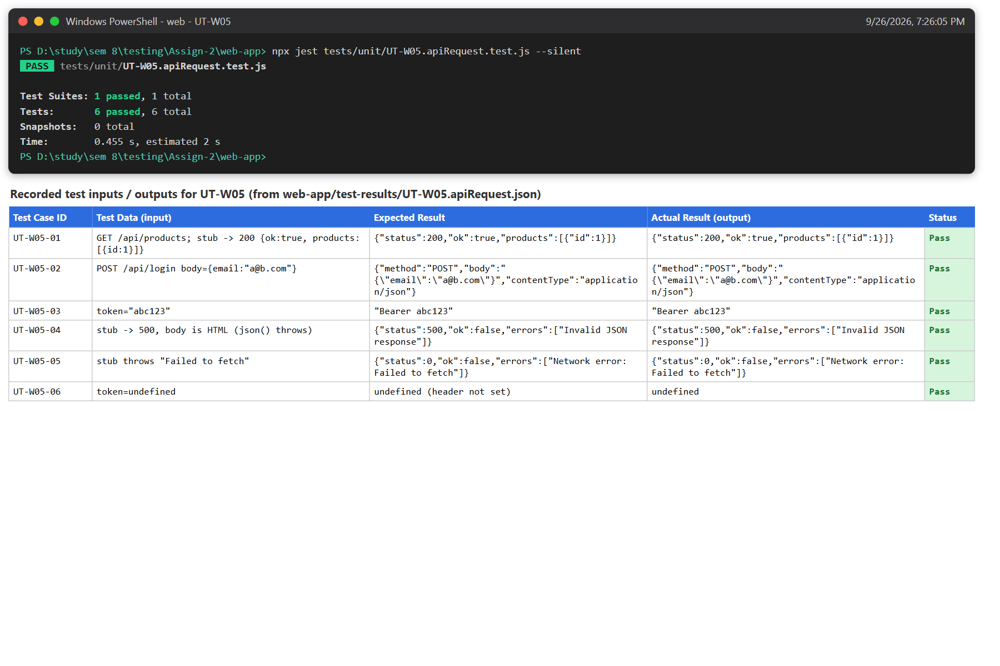 Windows PowerShell - web - UT-W05
9/26/2026, 7:26:05 PM
PS D:\study\sem 8\testing\Assign-2\web-app> npx jest tests/unit/UT-W05.apiRequest.test.js --silent
PASS tests/unit/UT-W05.apiRequest.test.js
Test Suites: 1 passed, 1 total
Tests: 6 passed, 6 total
Snapshots: 0 total
Time: 0.455 s, estimated 2 s
PS D:\study\sem 8\testing\Assign-2\web-app>
Recorded test inputs / outputs for UT-W05 (from web-app/test-results/UT-W05.apiRequest.json)
Test Case ID Test Data (input) Expected Result Actual Result (output) Status
UT-W05-01
GET /api/products; stub -> 200 {ok:true, products:
[{id:1}]}
{"status":200,"ok":true,"products":[{"id":1}]}
{"status":200,"ok":true,"products":[{"id":1}]}
Pass
UT-W05-02
POST /api/login body={email:"a@b.com"}
{"method":"POST","body":"
{\"email\":\"a@b.com\"}","contentType":"applicatio
n/json"}
{"method":"POST","body":"
{\"email\":\"a@b.com\"}","contentType":"applicatio
n/json"}
Pass
UT-W05-03
token="abc123"
"Bearer abc123"
"Bearer abc123"
Pass
UT-W05-04
stub -> 500, body is HTML (json() throws)
{"status":500,"ok":false,"errors":["Invalid JSON
response"]}
{"status":500,"ok":false,"errors":["Invalid JSON
response"]}
Pass
UT-W05-05
stub throws "Failed to fetch"
{"status":0,"ok":false,"errors":["Network error:
Failed to fetch"]}
{"status":0,"ok":false,"errors":["Network error:
Failed to fetch"]}
Pass
UT-W05-06
token=undefined
undefined (header not set)
undefined
Pass